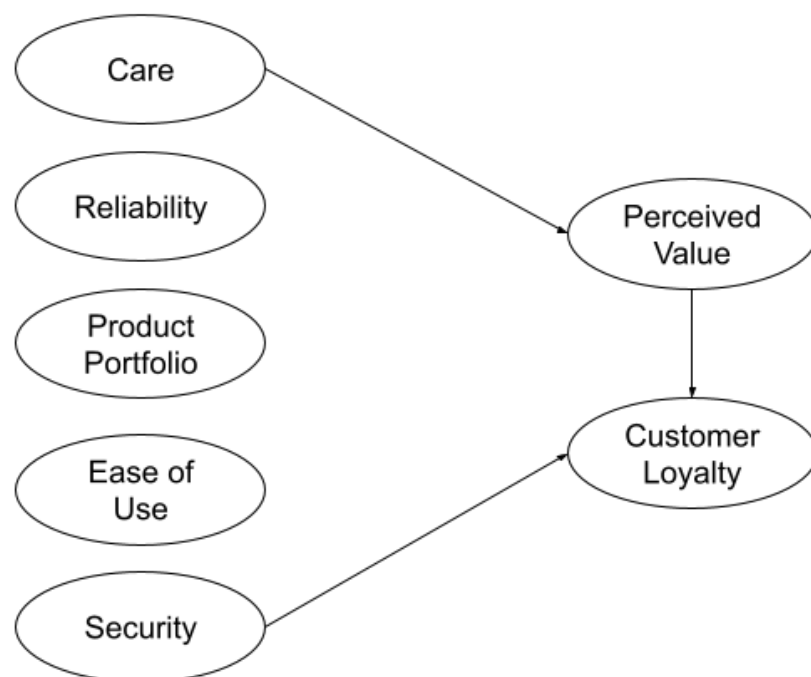 Care
Reliability
Product
Portfolio
Ease of
Use
Security
Perceived
Value
Customer
Loyalty